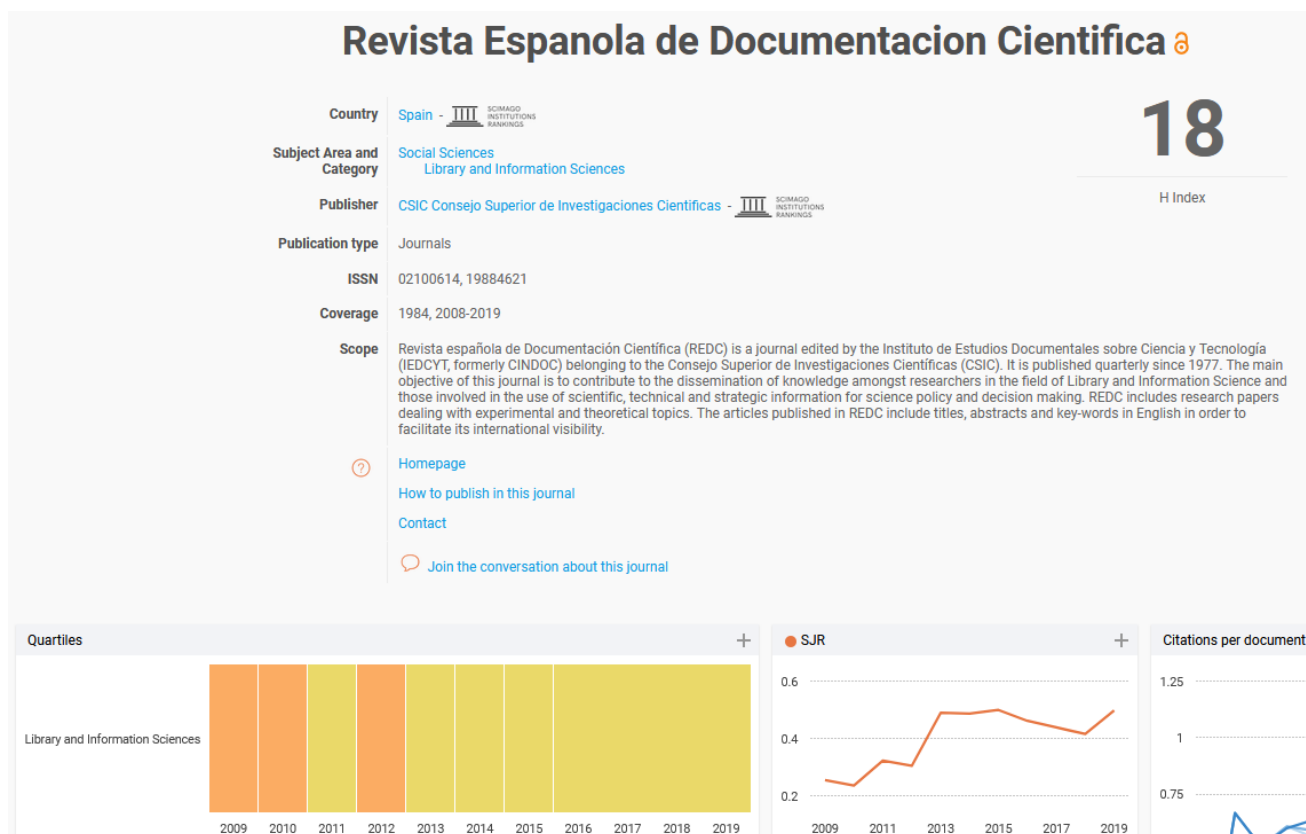 Revista Espanola de Documentacion Cientifica
18
H Index
Country
Spain - SCIMAGO INSTITUTIONS RANKINGS
Subject Area and Category
Social Sciences
Library and Information Sciences
Publisher
CSIC Consejo Superior de Investigaciones Cientificas - SCIMAGO INSTITUTIONS RANKINGS
Publication type
Journals
ISSN
02100614, 19884621
Coverage
1984, 2008-2019
Scope
Revista española de Documentación Científica (REDC) is a journal edited by the Instituto de Estudios Documentales sobre Ciencia y Tecnología
(IEDCYT, formerly CINDOC) belonging to the Consejo Superior de Investigaciones Científicas (CSIC). It is published quarterly since 1977. The main
objective of this journal is to contribute to the dissemination of knowledge amongst researchers in the field of Library and Information Science and
those involved in the use of scientific, technical and strategic information for science policy and decision making. REDC includes research papers
dealing with experimental and theoretical topics. The articles published in REDC include titles, abstracts and key-words in English in order to
facilitate its international visibility.
?
Homepage
How to publish in this journal
Contact
Join the conversation about this journal
Quartiles
Library and Information Sciences
2009 2010 2011 2012 2013 2014 2015 2016 2017 2018 2019
SJR
0.6
0.4
0.2
2009 2011 2013 2015 2017 2019
Citations per document
1.25
1
0.75